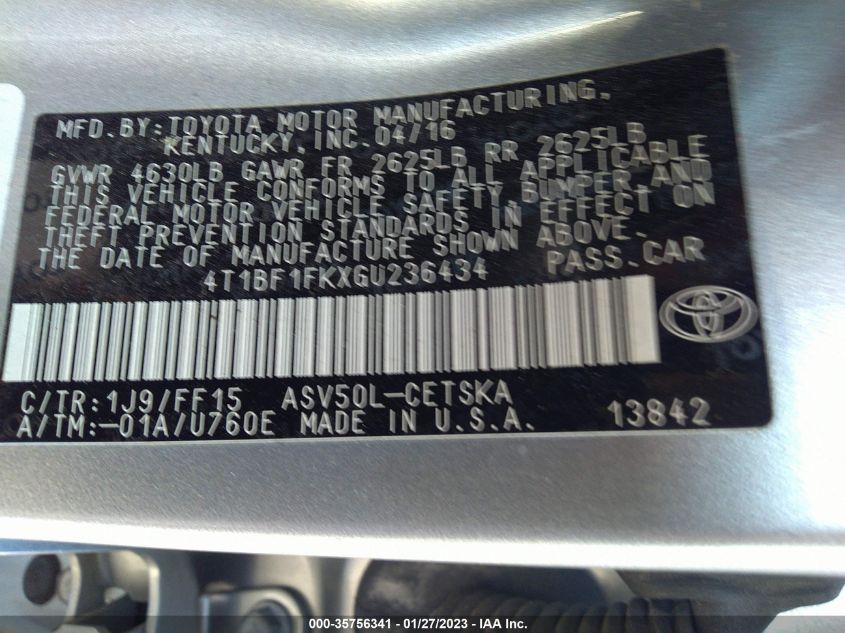 MFD. BY: TOYOTA MOTOR MANUFACTURING,
KENTUCKY, INC. 04/16
GVWR 4630LB GAWR FR 2625LB RR 2625LB
THIS VEHICLE CONFORMS TO ALL APPLICABLE
FEDERAL MOTOR VEHICLE SAFETY, BUMPER, AND
THEFT PREVENTION STANDARDS IN EFFECT ON
THE DATE OF MANUFACTURE SHOWN ABOVE.
4T1BF1FKXGU236434 PASS. CAR
C/TR: 1J9/FF15 ASV50L-CETSKA
A/TM: -01A/U760E MADE IN U.S.A. 13842
000-35756341 | 01/27/2023 - IAA Inc.